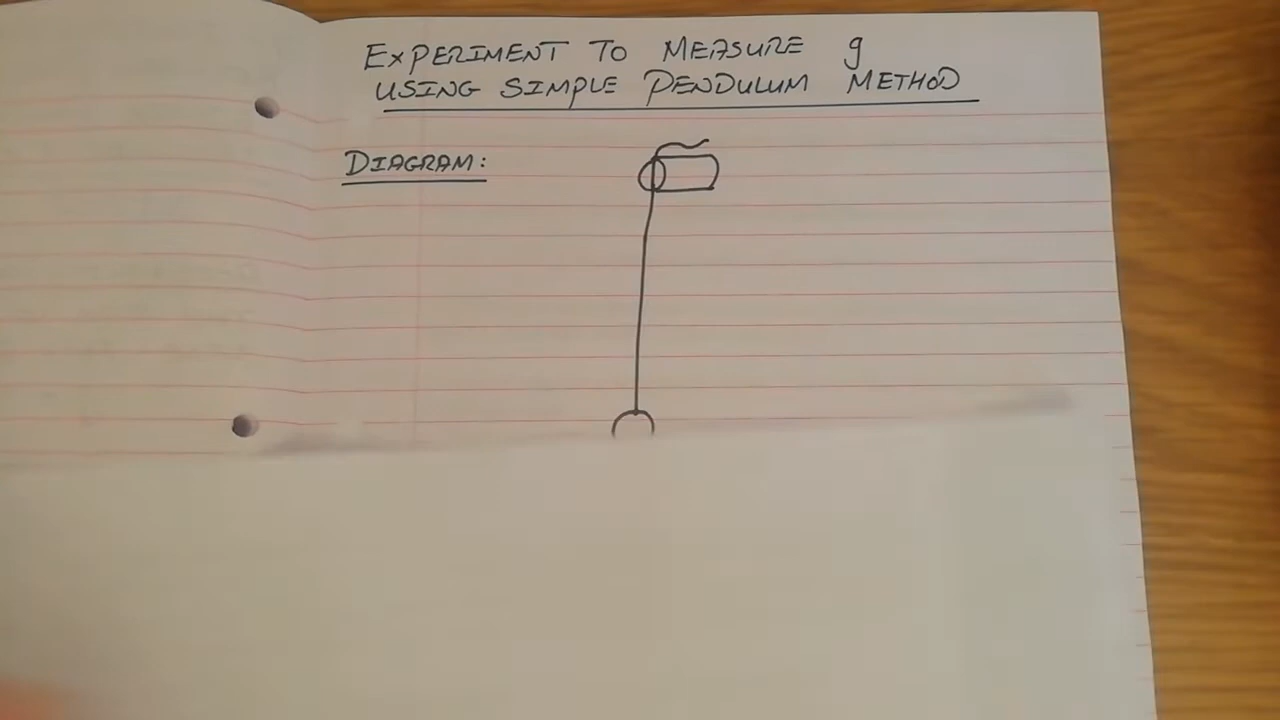 EXPERIMENT TO MEASURE g
USING SIMPLE PENDULUM METHOD
DIAGRAM: